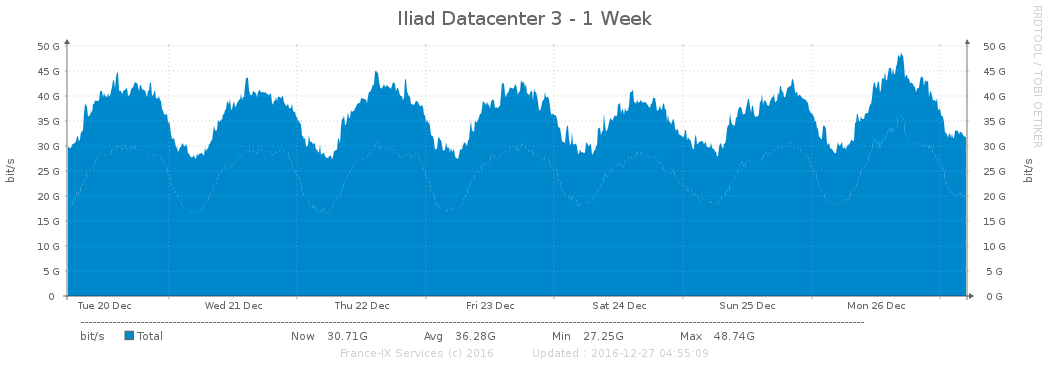 Iliad Datacenter 3 - 1 Week
RRDTOOL / TOBI OETIKER
50 G 50 G
45 G 45 G
40 G 40 G
35 G 35 G
30 G 30 G
25 G 25 G
20 G 20 G
15 G 15 G
10 G 10 G
5 G 5 G
0 0 G
bit/s bit/s
Tue 20 Dec Wed 21 Dec Thu 22 Dec Fri 23 Dec Sat 24 Dec Sun 25 Dec Mon 26 Dec
bit/s Total Now 30.71G Avg 36.28G Min 27.25G Max 48.74G
France-IX Services (c) 2016 Updated : 2016-12-27 04:55:09